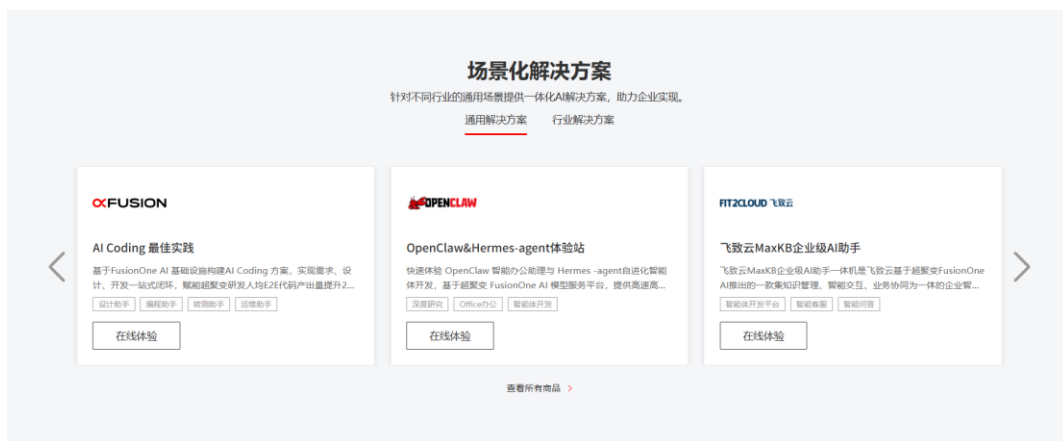 场景化解决方案
针对不同行业的通用场景提供一体化AI解决方案，助力企业实现。
通用解决方案 行业解决方案
XFUSION
AI Coding 最佳实践
基于FusionOne AI 基础设施构建AI Coding 方案，实现需求、设
计、开发一站式闭环，赋能超聚变研发人均E2E代码产出量提升2...
设计助手 编程助手 转测助手 运维助手
在线体验
OPENCLAW
OpenClaw&Hermes-agent体验站
快速体验 OpenClaw 智能办公助理与 Hermes -agent自进化智能
体开发，基于超聚变 FusionOne AI 模型服务平台，提供高速高...
深度研究 Office办公 智能体开发
在线体验
FIT2CLOUD 飞致云
飞致云MaxKB企业级AI助手
飞致云MaxKB企业级AI助手一体机是飞致云基于超聚变FusionOne
AI推出的一款集知识管理、智能交互、业务协同为一体的企业智...
智能体开发平台 智能客服 智能问答
在线体验
查看所有商品 >